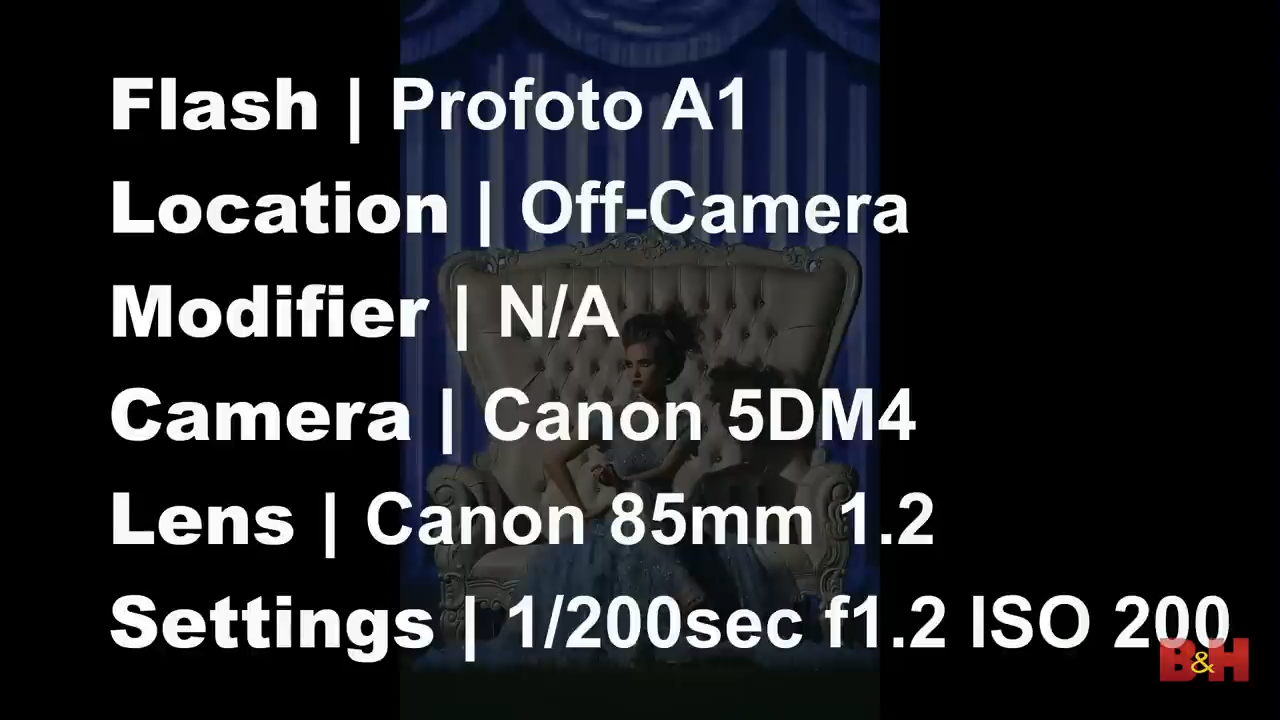 Flash | Profoto A1
Location | Off-Camera
Modifier | N/A
Camera | Canon 5DM4
Lens | Canon 85mm 1.2
Settings | 1/200sec f1.2 ISO 200
B&H